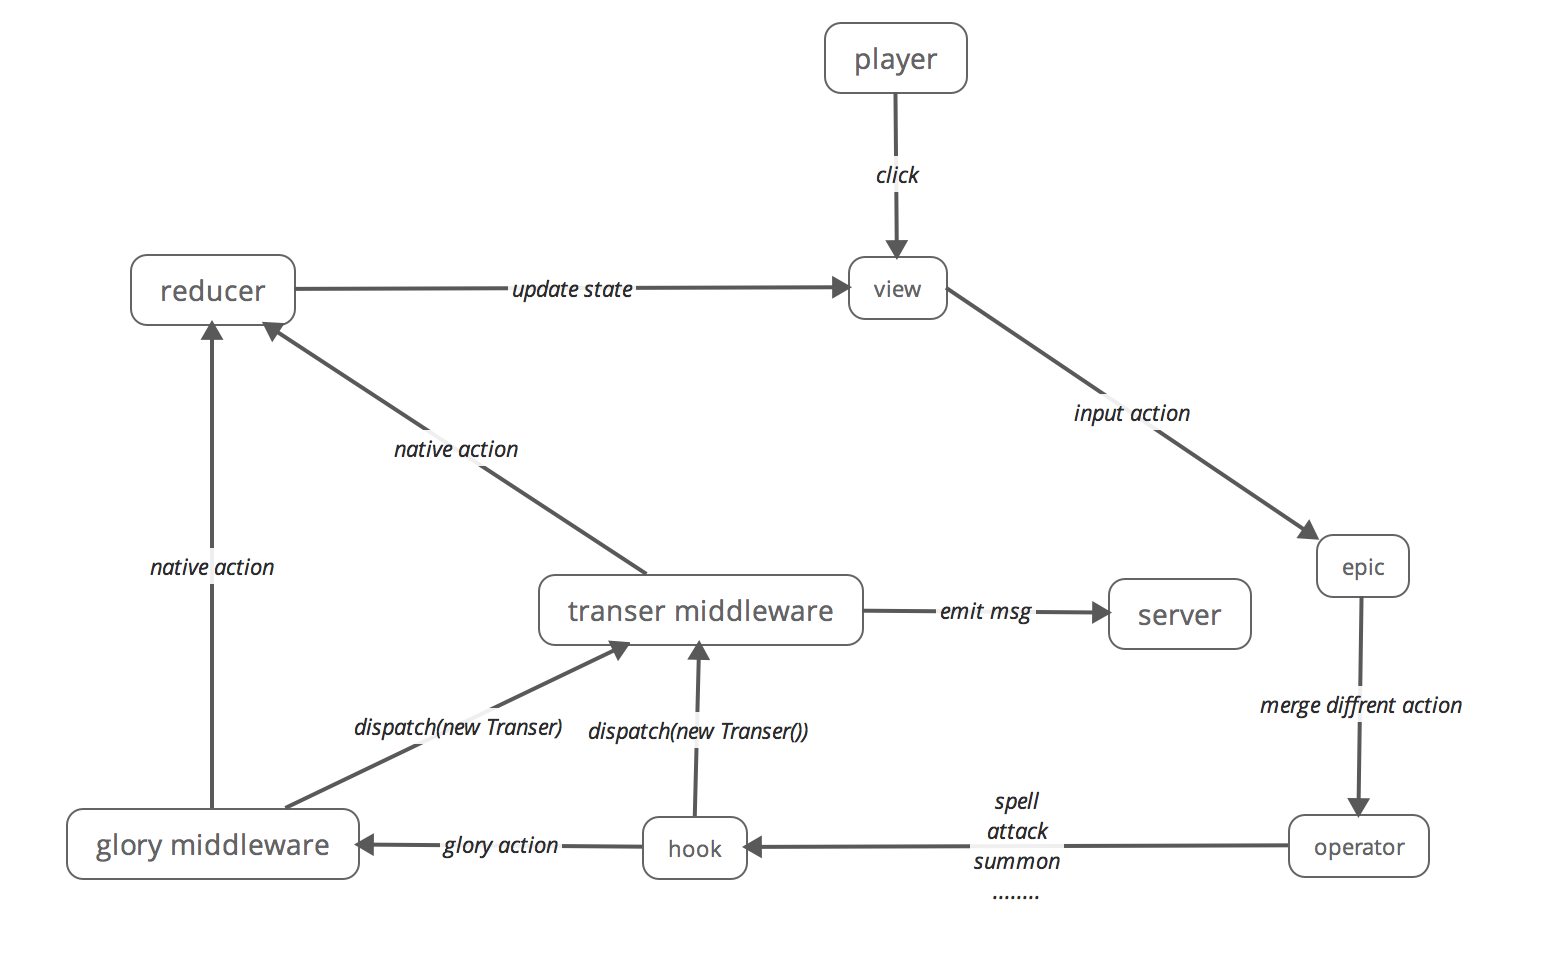 player
click
reducer
update state
view
input action
native action
native action
epic
transer middleware
emit msg
server
merge diffrent action
dispatch(new Transer)
dispatch(new Transer())
spell
attack
summon
........
glory middleware
glory action
hook
operator